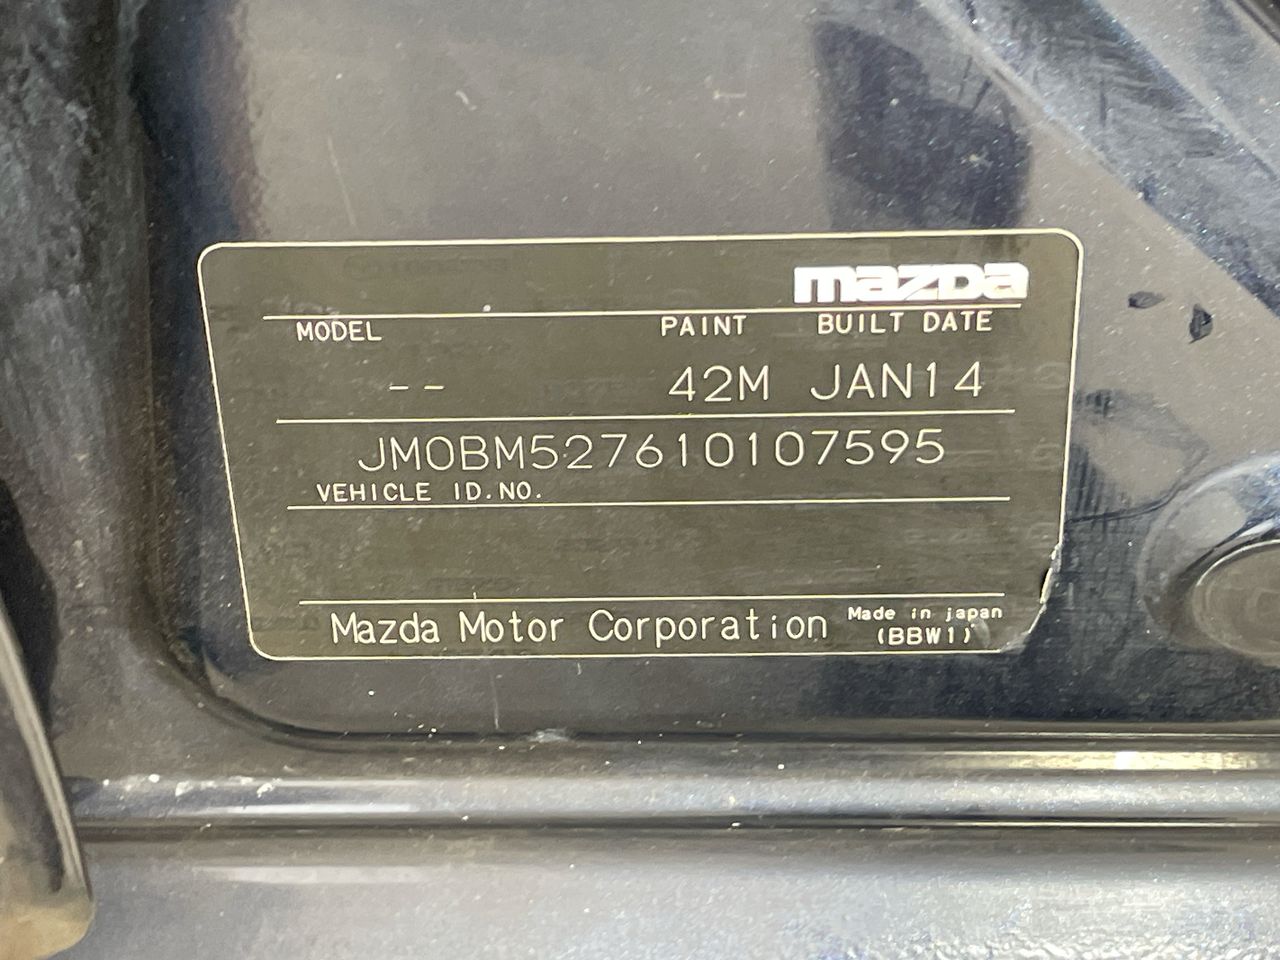 mazda
MODEL PAINT BUILT DATE
-- 42M JAN14
JM0BM527610107595
VEHICLE ID.NO.
Mazda Motor Corporation Made in japan
(BBW1)